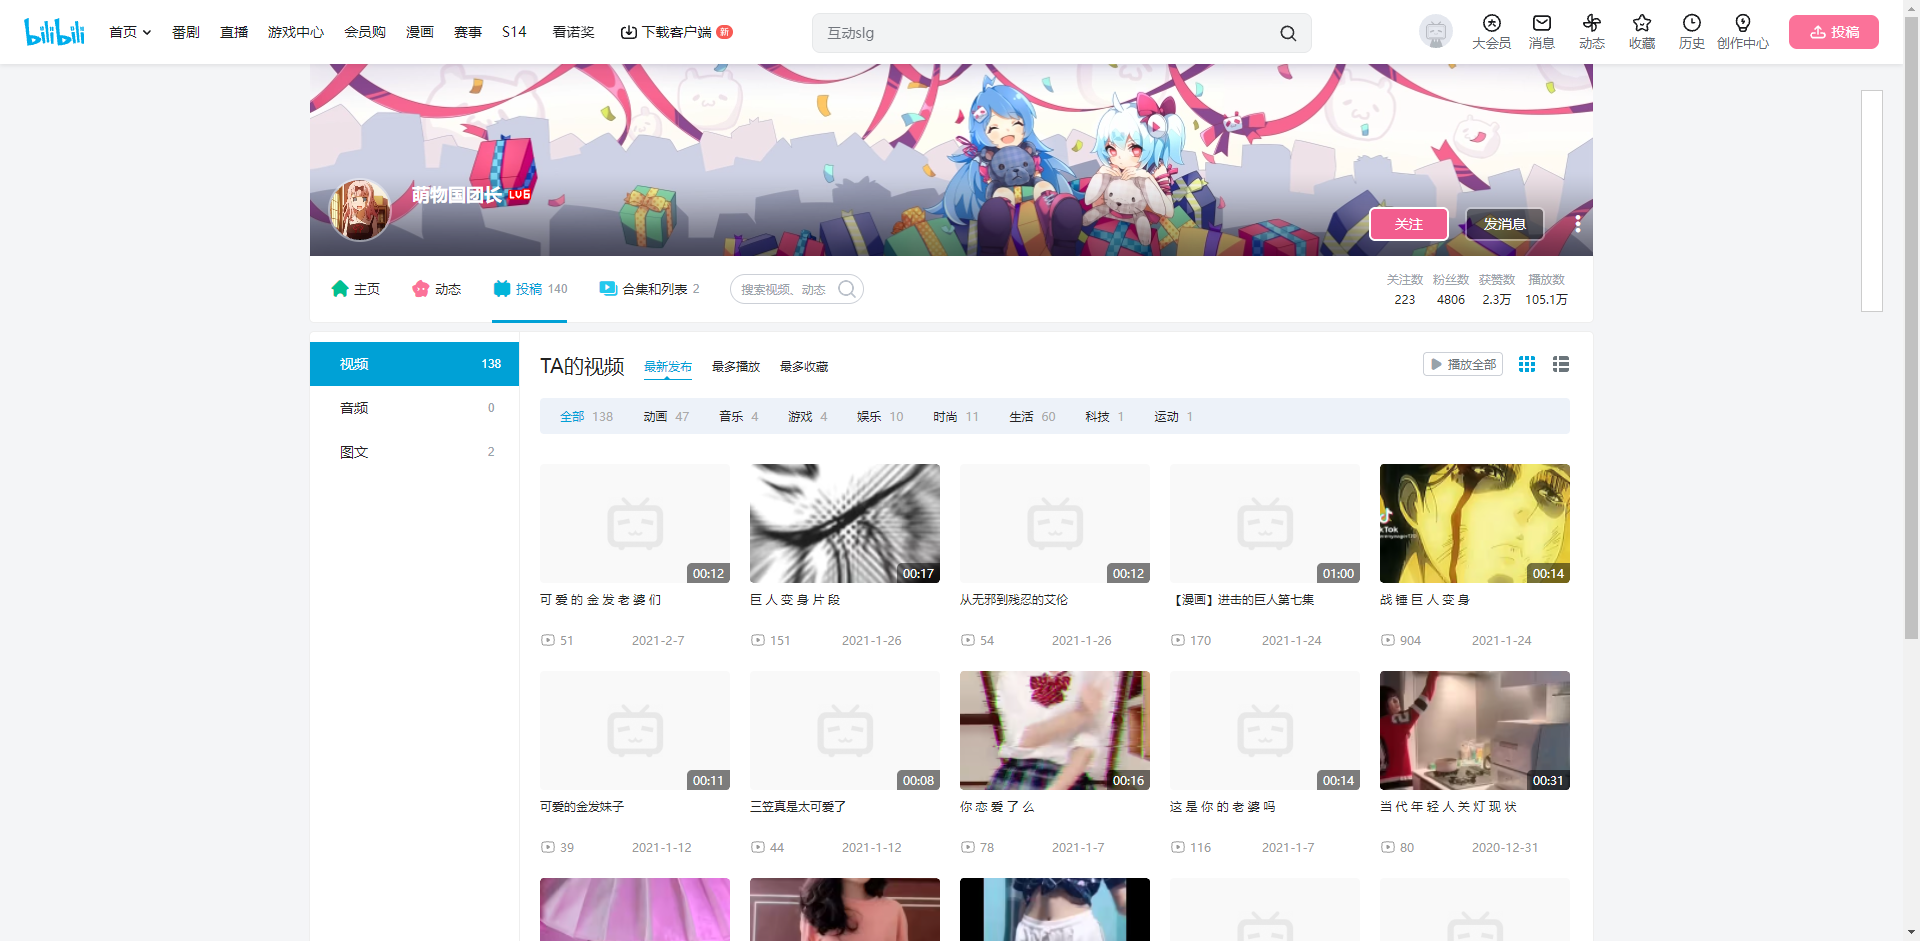 bilibili 首页 番剧 直播 游戏中心 会员购 漫画 赛事 S14 看诺奖 下载客户端 新 互动slg 大会员 消息 动态 收藏 历史 创作中心 投稿
萌物国团长 LV6
关注 发消息
主页 动态 投稿 140 合集和列表 2 搜索视频、动态
关注数 粉丝数 获赞数 播放数
223 4806 2.3万 105.1万
视频 138
音频 0
图文 2
TA的视频 最新发布 最多播放 最多收藏 播放全部
全部 138 动画 47 音乐 4 游戏 4 娱乐 10 时尚 11 生活 60 科技 1 运动 1
00:12 00:17 00:12 01:00 00:14
可 爱 的 金 发 老 婆 们 巨 人 变 身 片 段 从无邪到残忍的艾伦 【漫画】进击的巨人第七集 战 锤 巨 人 变 身
51 2021-2-7 151 2021-1-26 54 2021-1-26 170 2021-1-24 904 2021-1-24
00:11 00:08 00:16 00:14 00:31
可爱的金发妹子 三笠真是太可爱了 你 恋 爱 了 么 这 是 你 的 老 婆 吗 当 代 年 轻 人 关 灯 现 状
39 2021-1-12 44 2021-1-12 78 2021-1-7 116 2021-1-7 80 2020-12-31